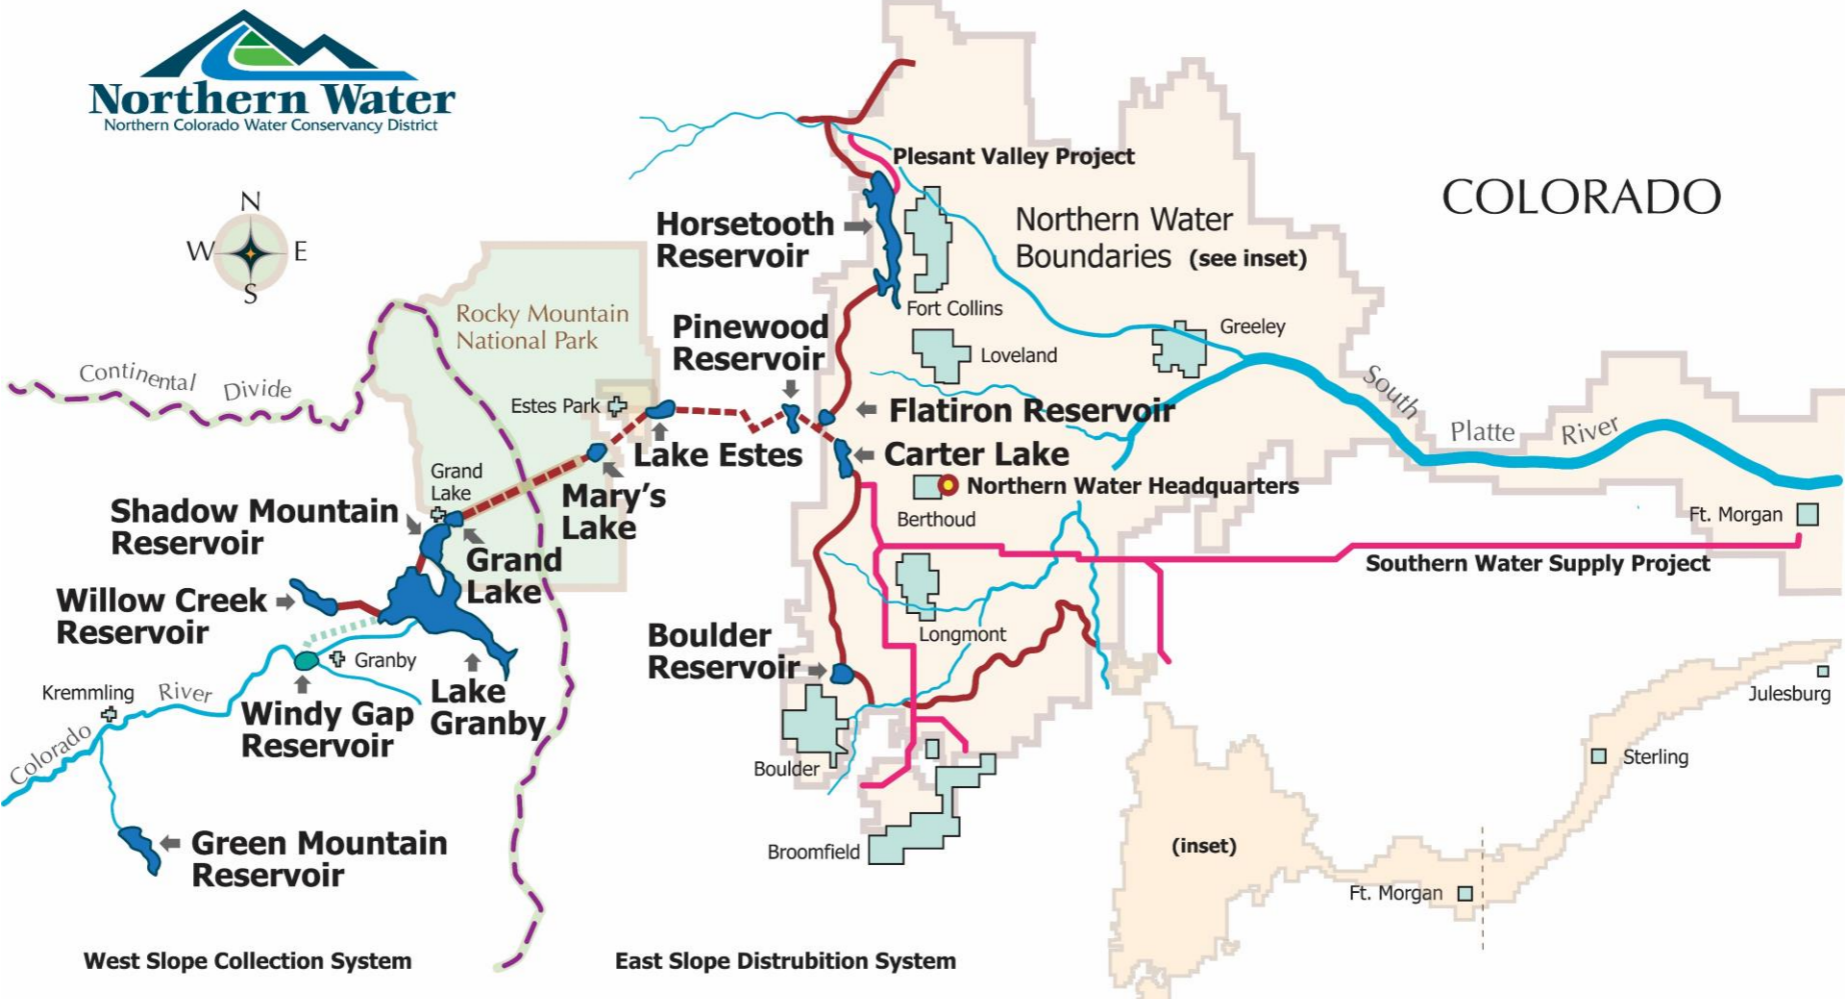 Northern Water
Northern Colorado Water Conservancy District
N
W
E
S
COLORADO
Plesant Valley Project
Horsetooth
Reservoir
Northern Water
Boundaries (see inset)
Fort Collins
Rocky Mountain
National Park
Pinewood
Reservoir
Loveland
Greeley
Continental Divide
Estes Park
Flatiron Reservoir
South Platte River
Lake Estes
Carter Lake
Grand
Lake
Mary's
Lake
Northern Water Headquarters
Berthoud
Ft. Morgan
Shadow Mountain
Reservoir
Grand
Lake
Southern Water Supply Project
Willow Creek
Reservoir
Longmont
Boulder
Reservoir
Granby
Kremmling
Colorado River
Windy Gap
Reservoir
Lake
Granby
Julesburg
Sterling
Boulder
Green Mountain
Reservoir
Broomfield
(inset)
Ft. Morgan
West Slope Collection System
East Slope Distrubition System